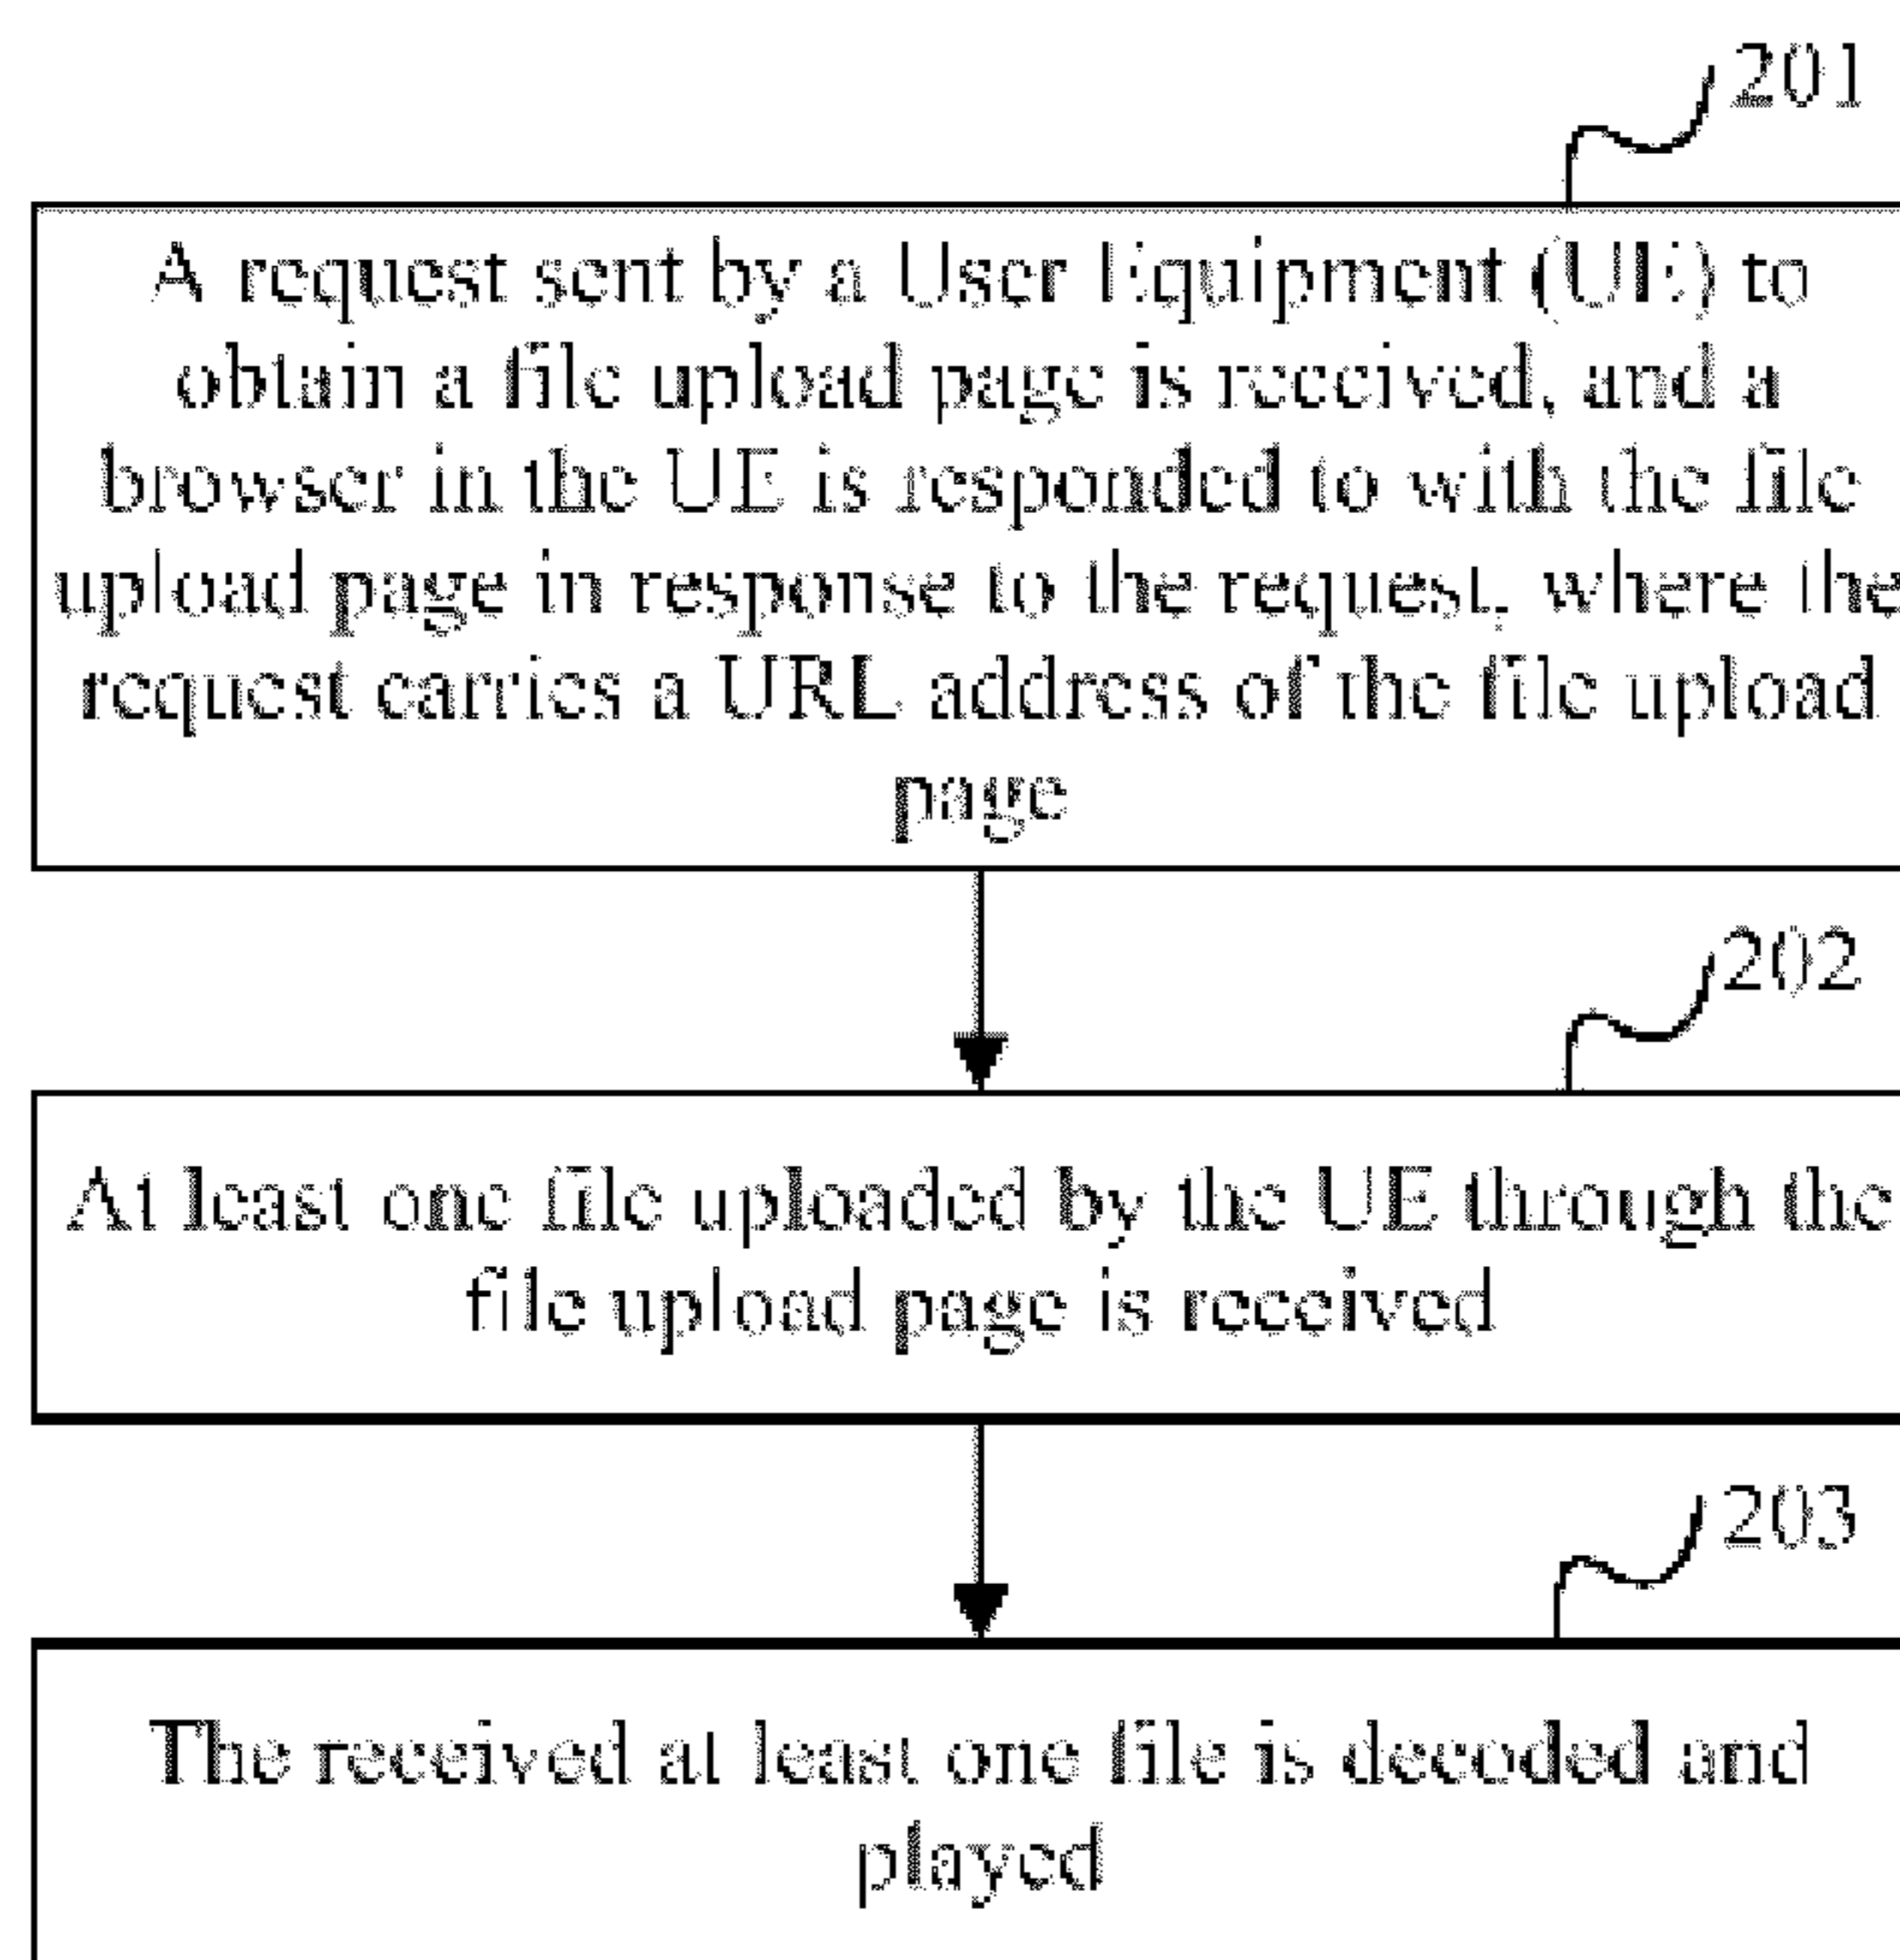 201
A request sent by a User Equipment (UE) to
obtain a file upload page is received, and a
browser in the UE is responded to with the file
upload page in response to the request, where the
request carries a URL address of the file upload
page
202
At least one file uploaded by the UE through the
file upload page is received
203
The received at least one file is decoded and
played